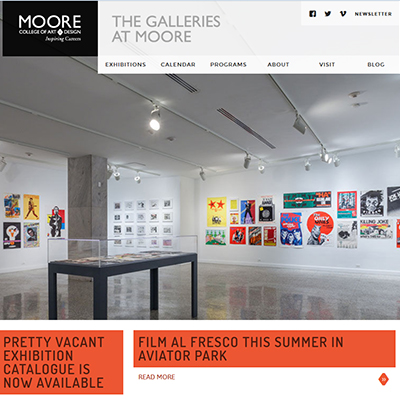 MOORE
COLLEGE OF ART & DESIGN
Inspiring Careers
THE GALLERIES
AT MOORE
NEWSLETTER
EXHIBITIONS
CALENDAR
PROGRAMS
ABOUT
VISIT
BLOG
KILLING JOKE
PRETTY VACANT
EXHIBITION
CATALOGUE IS
NOW AVAILABLE
FILM AL FRESCO THIS SUMMER IN
AVIATOR PARK
READ MORE